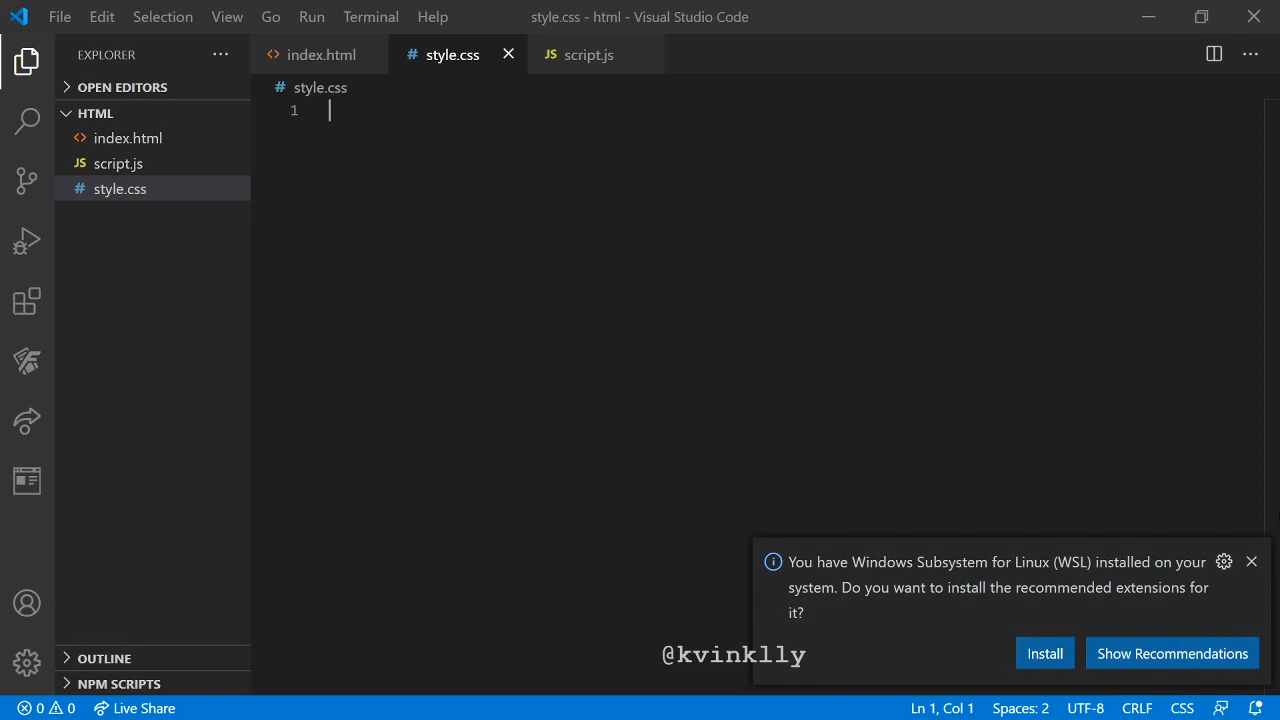 File Edit Selection View Go Run Terminal Help style.css - html - Visual Studio Code
EXPLORER
index.html
# style.css
JS script.js
OPEN EDITORS
# style.css
HTML
1
index.html
JS script.js
# style.css
You have Windows Subsystem for Linux (WSL) installed on your
system. Do you want to install the recommended extensions for
it?
Install Show Recommendations
@kvinklly
OUTLINE
NPM SCRIPTS
0 0 Live Share Ln 1, Col 1 Spaces: 2 UTF-8 CRLF CSS